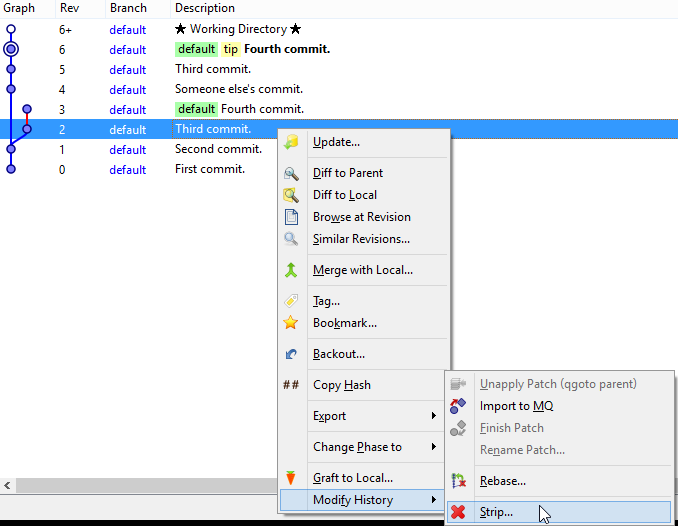 Graph Rev Branch Description
6+ default ★ Working Directory ★
6 default default tip Fourth commit.
5 default Third commit.
4 default Someone else's commit.
3 default default Fourth commit.
2 default Third commit.
1 default Second commit.
0 default First commit.
Update...
Diff to Parent
Diff to Local
Browse at Revision
Similar Revisions...
Merge with Local...
Tag...
Bookmark...
Backout...
## Copy Hash
Export
Change Phase to
Graft to Local...
Modify History
Unapply Patch (qgoto parent)
Import to MQ
Finish Patch
Rename Patch...
Rebase...
Strip...